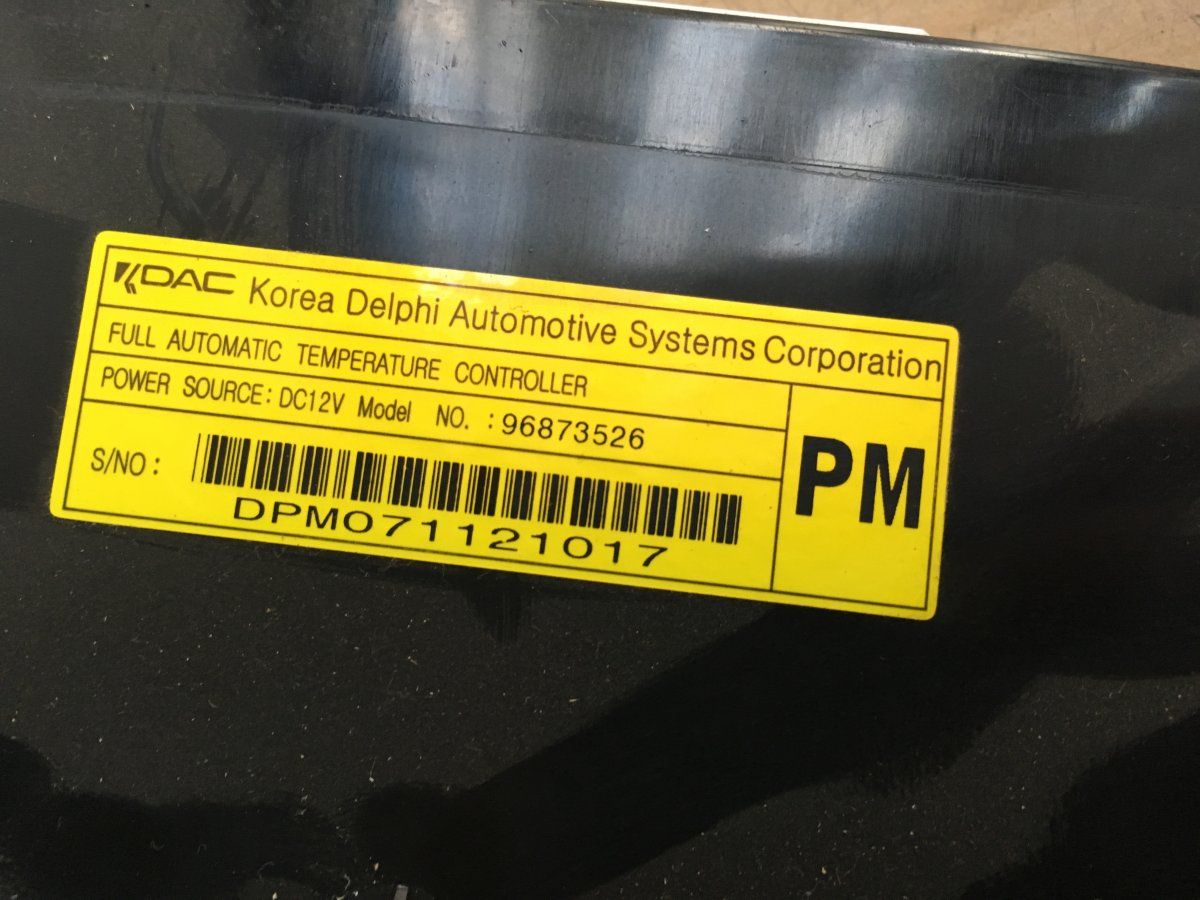 KDAC Korea Delphi Automotive Systems Corporation
FULL AUTOMATIC TEMPERATURE CONTROLLER
POWER SOURCE: DC12V Model NO. : 96873526
S/NO :
DPM071121017
PM